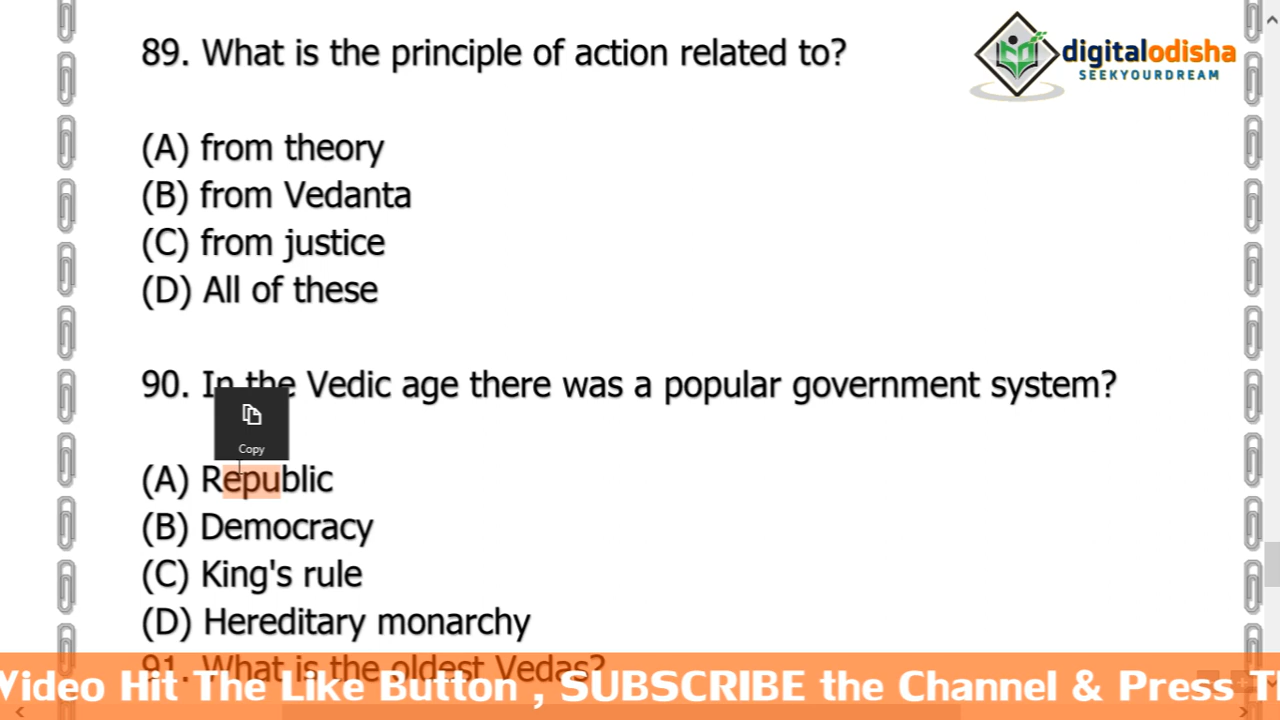 89. What is the principle of action related to?
digitalodisha
SEEKYOURDREAM
(A) from theory
(B) from Vedanta
(C) from justice
(D) All of these
90. In the Vedic age there was a popular government system?
Copy
(A) Republic
(B) Democracy
(C) King's rule
(D) Hereditary monarchy
91. What is the oldest Vedas?
Video Hit The Like Button , SUBSCRIBE the Channel & Press